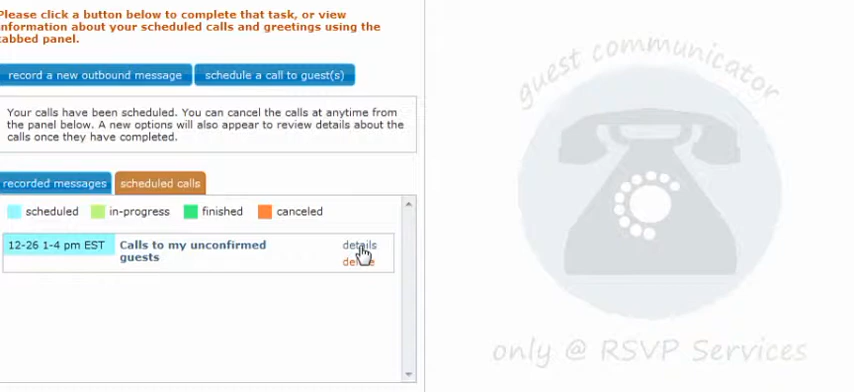 Please click a button below to complete that task, or view
information about your scheduled calls and greetings using the
tabbed panel.
record a new outbound message
schedule a call to guest(s)
Your calls have been scheduled. You can cancel the calls at anytime from
the panel below. A new options will also appear to review details about the
calls once they have completed.
recorded messages
scheduled calls
scheduled
in-progress
finished
canceled
12-26 1-4 pm EST
Calls to my unconfirmed
guests
details
guest communicator
only @ RSVP Services